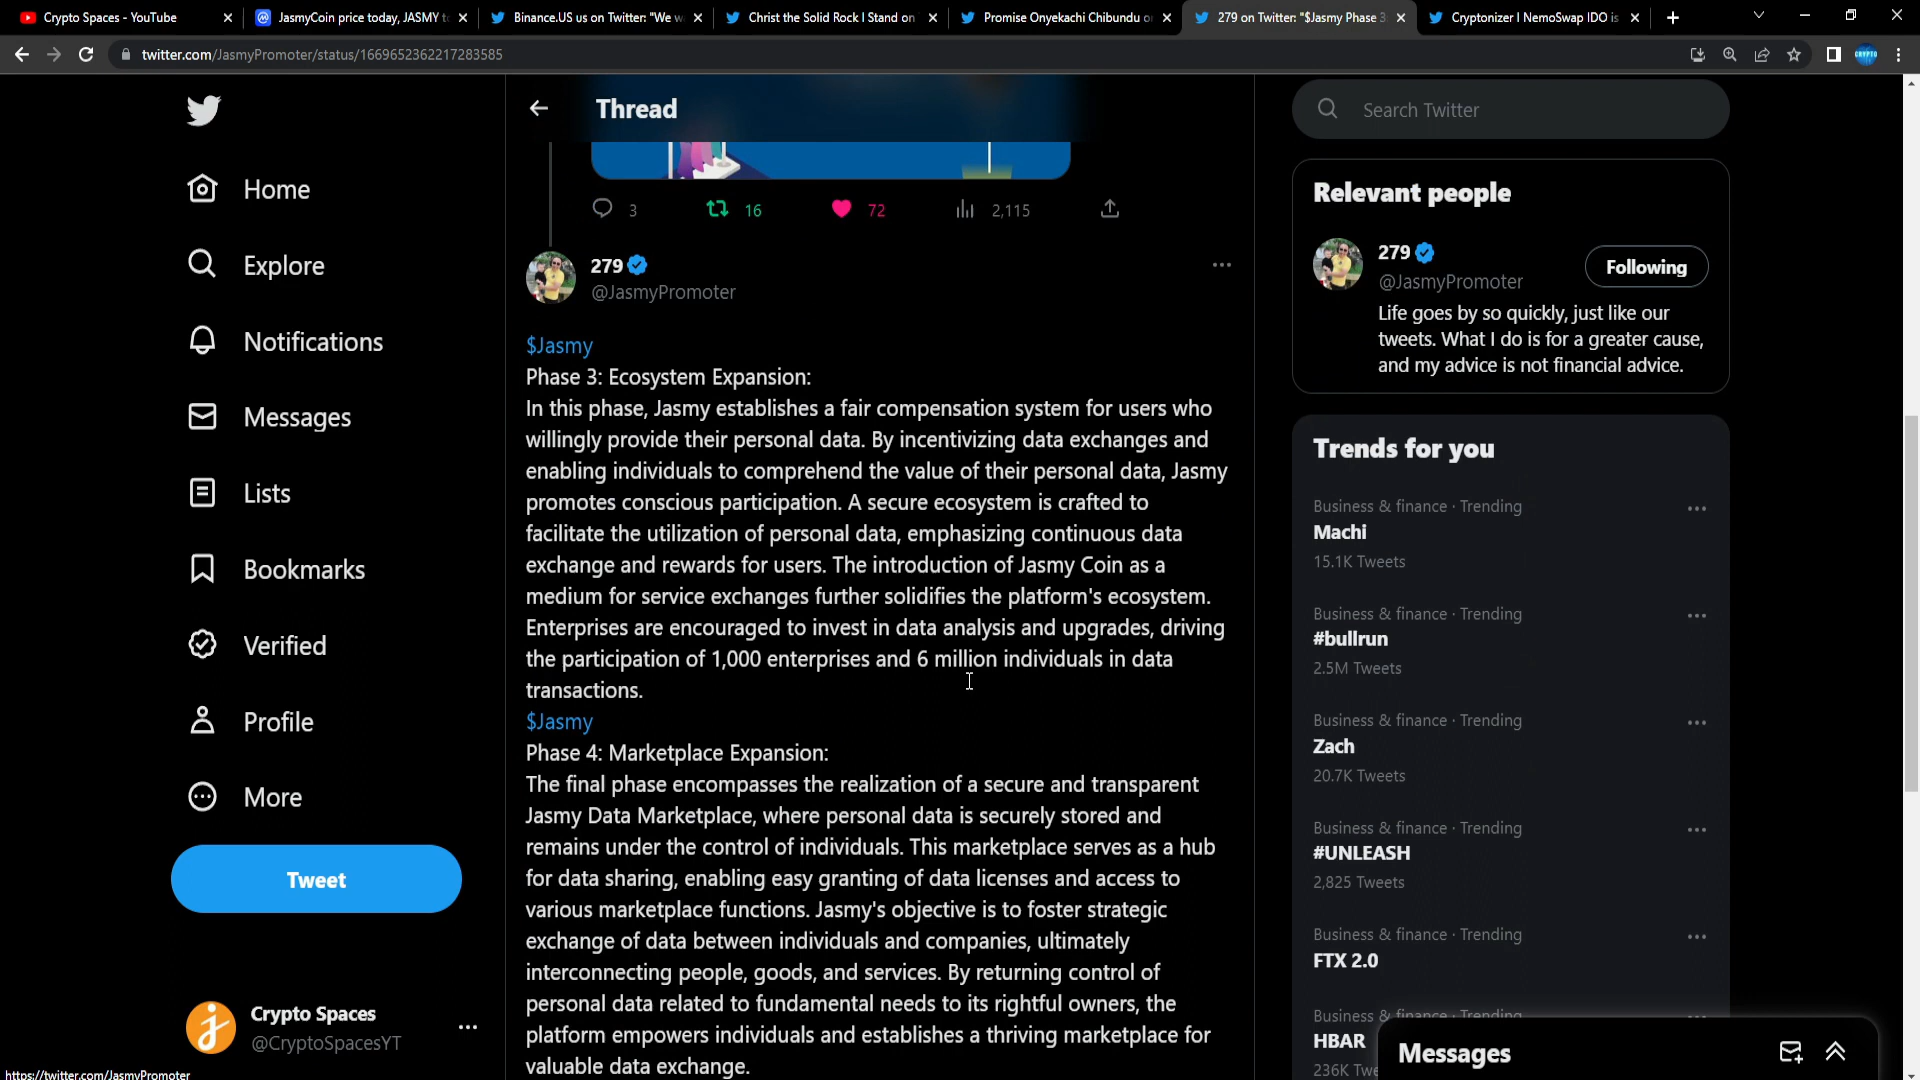 Crypto Spaces - YouTube
JasmyCoin price today, JASMY t
Binance.US us on Twitter: "We w
Christ the Solid Rock I Stand on
Promise Onyekachi Chibundu o
279 on Twitter: "$Jasmy Phase 3
Cryptonizer I NemoSwap IDO is
twitter.com/JasmyPromoter/status/1669652362217283585
CRYPTO
Home
Explore
Notifications
Messages
Lists
Bookmarks
Verified
Profile
More
Tweet
Crypto Spaces
@CryptoSpacesYT
https://twitter.com/JasmyPromoter
Thread
3
16
72
2,115
279
@JasmyPromoter
$Jasmy
Phase 3: Ecosystem Expansion:
In this phase, Jasmy establishes a fair compensation system for users who
willingly provide their personal data. By incentivizing data exchanges and
enabling individuals to comprehend the value of their personal data, Jasmy
promotes conscious participation. A secure ecosystem is crafted to
facilitate the utilization of personal data, emphasizing continuous data
exchange and rewards for users. The introduction of Jasmy Coin as a
medium for service exchanges further solidifies the platform's ecosystem.
Enterprises are encouraged to invest in data analysis and upgrades, driving
the participation of 1,000 enterprises and 6 million individuals in data
transactions.
$Jasmy
Phase 4: Marketplace Expansion:
The final phase encompasses the realization of a secure and transparent
Jasmy Data Marketplace, where personal data is securely stored and
remains under the control of individuals. This marketplace serves as a hub
for data sharing, enabling easy granting of data licenses and access to
various marketplace functions. Jasmy's objective is to foster strategic
exchange of data between individuals and companies, ultimately
interconnecting people, goods, and services. By returning control of
personal data related to fundamental needs to its rightful owners, the
platform empowers individuals and establishes a thriving marketplace for
valuable data exchange.
Search Twitter
Relevant people
279
@JasmyPromoter
Following
Life goes by so quickly, just like our
tweets. What I do is for a greater cause,
and my advice is not financial advice.
Trends for you
Business & finance · Trending
Machi
15.1K Tweets
Business & finance · Trending
#bullrun
2.5M Tweets
Business & finance · Trending
Zach
20.7K Tweets
Business & finance · Trending
#UNLEASH
2,825 Tweets
Business & finance · Trending
FTX 2.0
Business & finance · Trending
HBAR
236K Twe
Messages